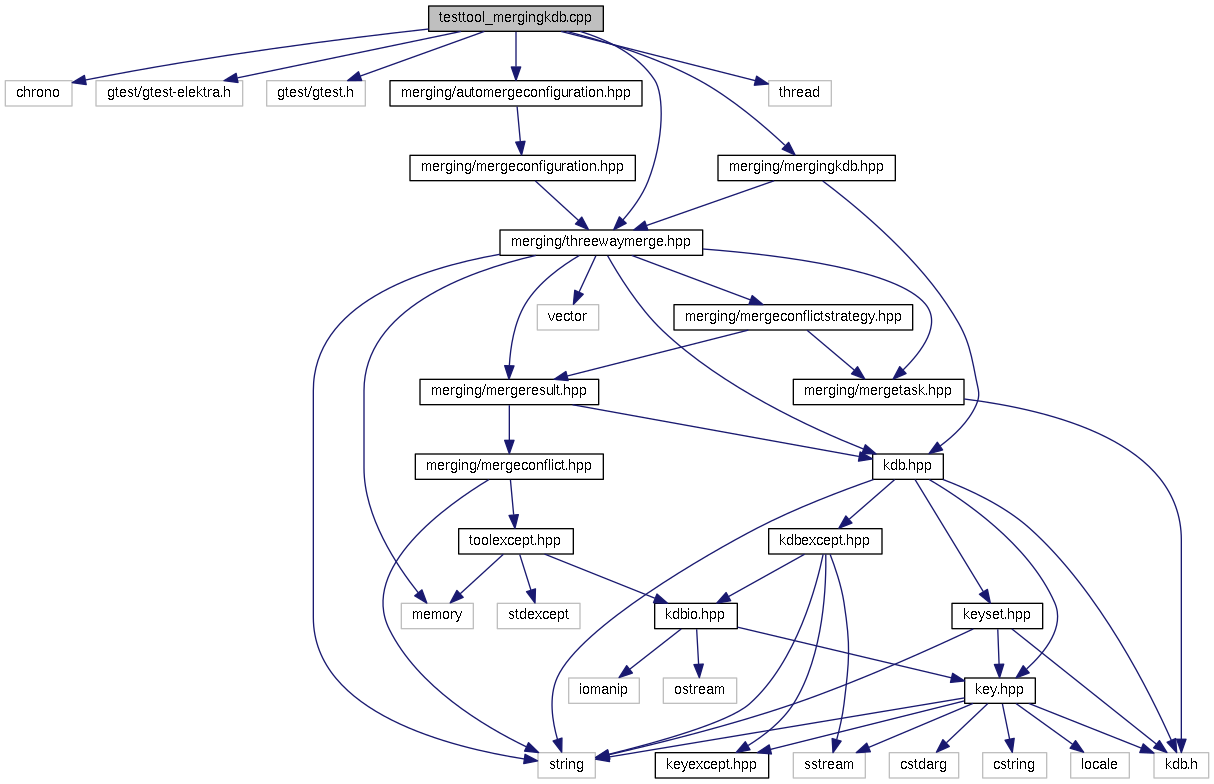 testtool_mergingkdb.cpp
chrono
gtest/gtest-elektra.h
gtest/gtest.h
merging/automergeconfiguration.hpp
thread
merging/mergeconfiguration.hpp
merging/mergingkdb.hpp
merging/threewaymerge.hpp
vector
merging/mergeconflictstrategy.hpp
merging/mergeresult.hpp
merging/mergetask.hpp
merging/mergeconflict.hpp
kdb.hpp
toolexcept.hpp
kdbexcept.hpp
memory
stdexcept
kdbio.hpp
keyset.hpp
iomanip
ostream
key.hpp
string
keyexcept.hpp
sstream
cstdarg
cstring
locale
kdb.h